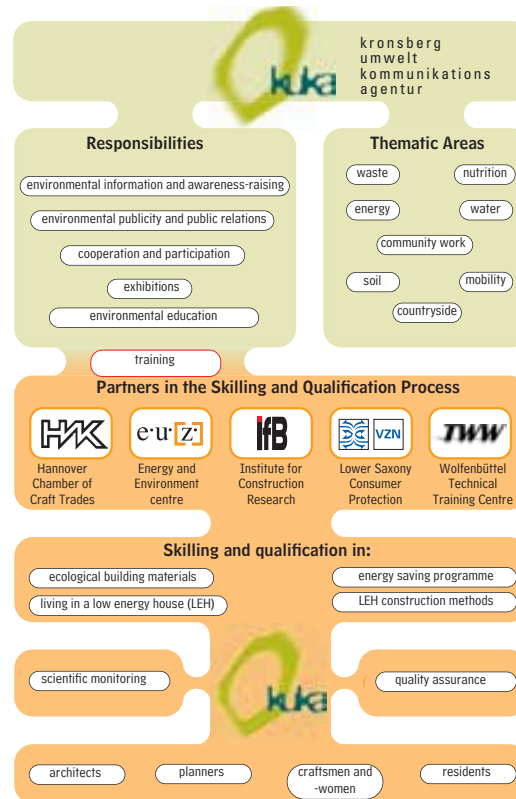 kuka
kronsberg
umwelt
kommunikations
agentur
Responsibilities
environmental information and awareness-raising
environmental publicity and public relations
cooperation and participation
exhibitions
environmental education
training
Thematic Areas
waste
nutrition
energy
water
community work
soil
mobility
countryside
Partners in the Skilling and Qualification Process
HWK
Hannover
Chamber of
Craft Trades
e·u·[z·]
Energy and
Environment
centre
ifB
Institute for
Construction
Research
VZN
Lower Saxony
Consumer
Protection
TWW
Wolfenbüttel
Technical
Training Centre
Skilling and qualification in:
ecological building materials
energy saving programme
living in a low energy house (LEH)
LEH construction methods
scientific monitoring
kuka
quality assurance
architects
planners
craftsmen and
-women
residents